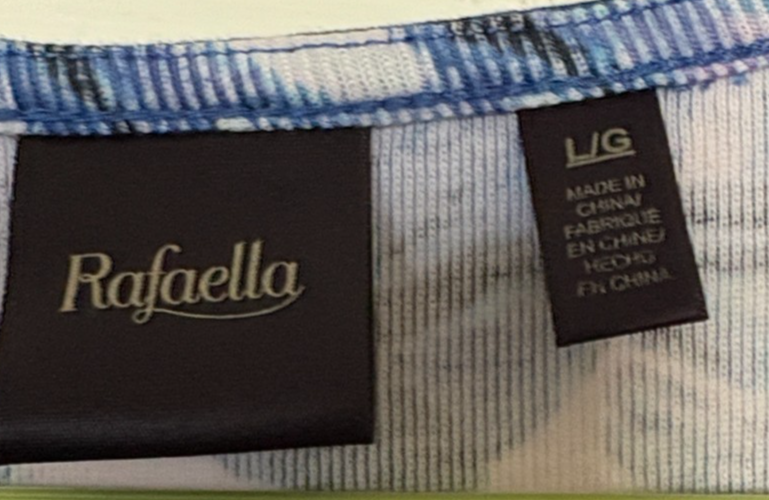 Rafaella
L/G
MADE IN
CHINA/
FABRIQUÉ
EN CHINE/
HECHO
EN CHINA